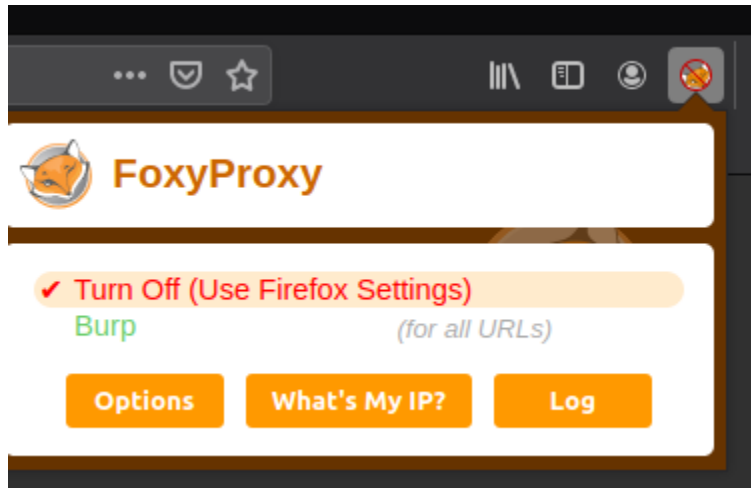 FoxyProxy
✔ Turn Off (Use Firefox Settings)
Burp (for all URLs)
Options What's My IP? Log